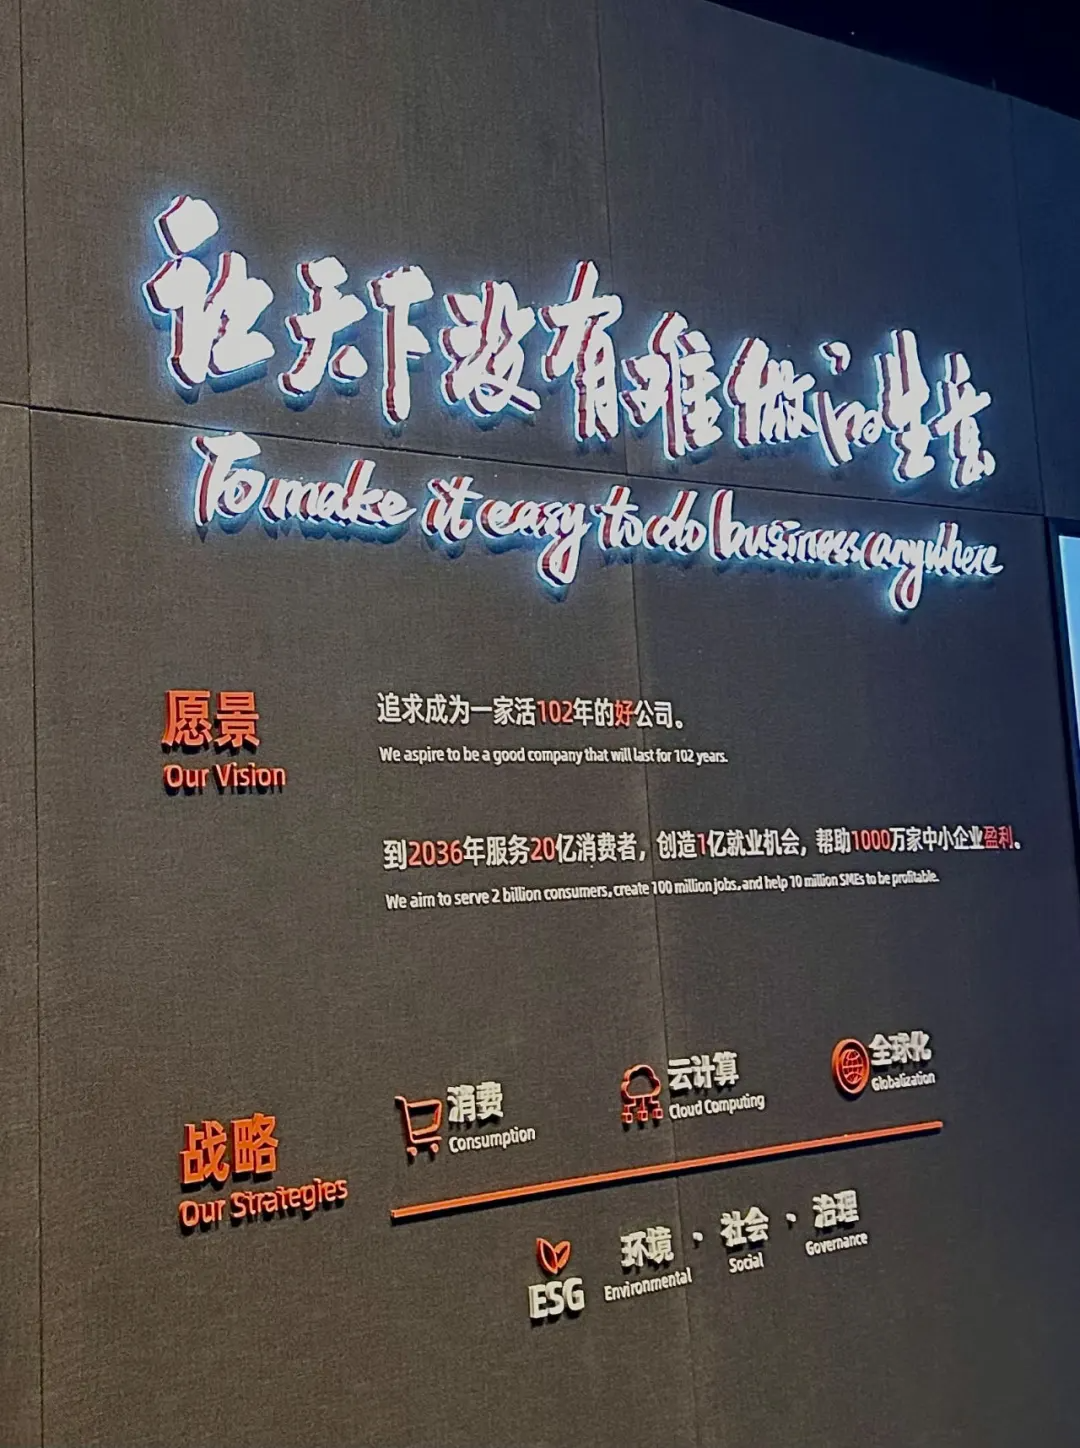 让天下没有难做的生意
To make it easy to do business anywhere
愿景
Our Vision
追求成为一家活102年的好公司。
We aspire to be a good company that will last for 102 years.
到2036年服务20亿消费者，创造1亿就业机会，帮助1000万家中小企业盈利。
We aim to serve 2 billion consumers, create 100 million jobs, and help 10 million SMEs to be profitable.
战略
Our Strategies
消费
Consumption
云计算
Cloud Computing
全球化
Globalization
ESG
环境 · 社会 · 治理
Environmental Social Governance